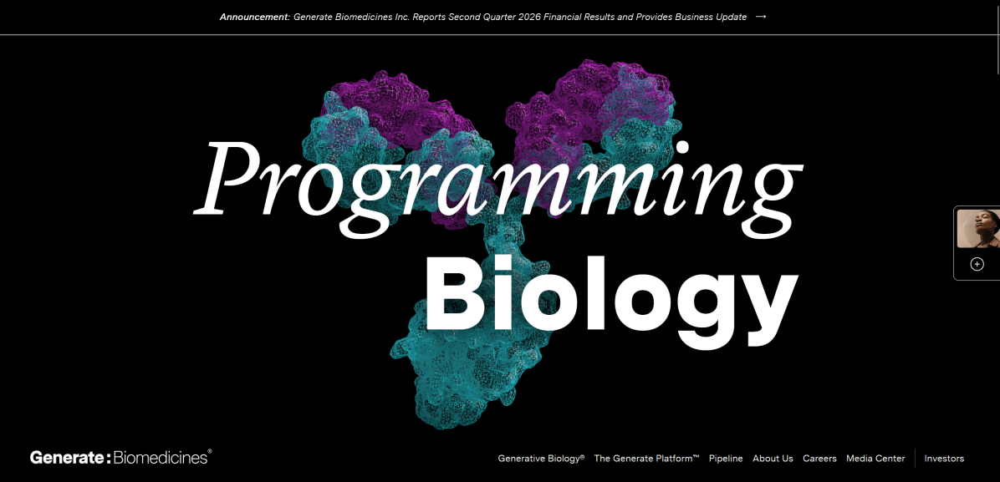 Announcement: Generate Biomedicines Inc. Reports Second Quarter 2026 Financial Results and Provides Business Update →
Programming
Biology
Generate:Biomedicines®
Generative Biology® The Generate Platform™ Pipeline About Us Careers Media Center Investors